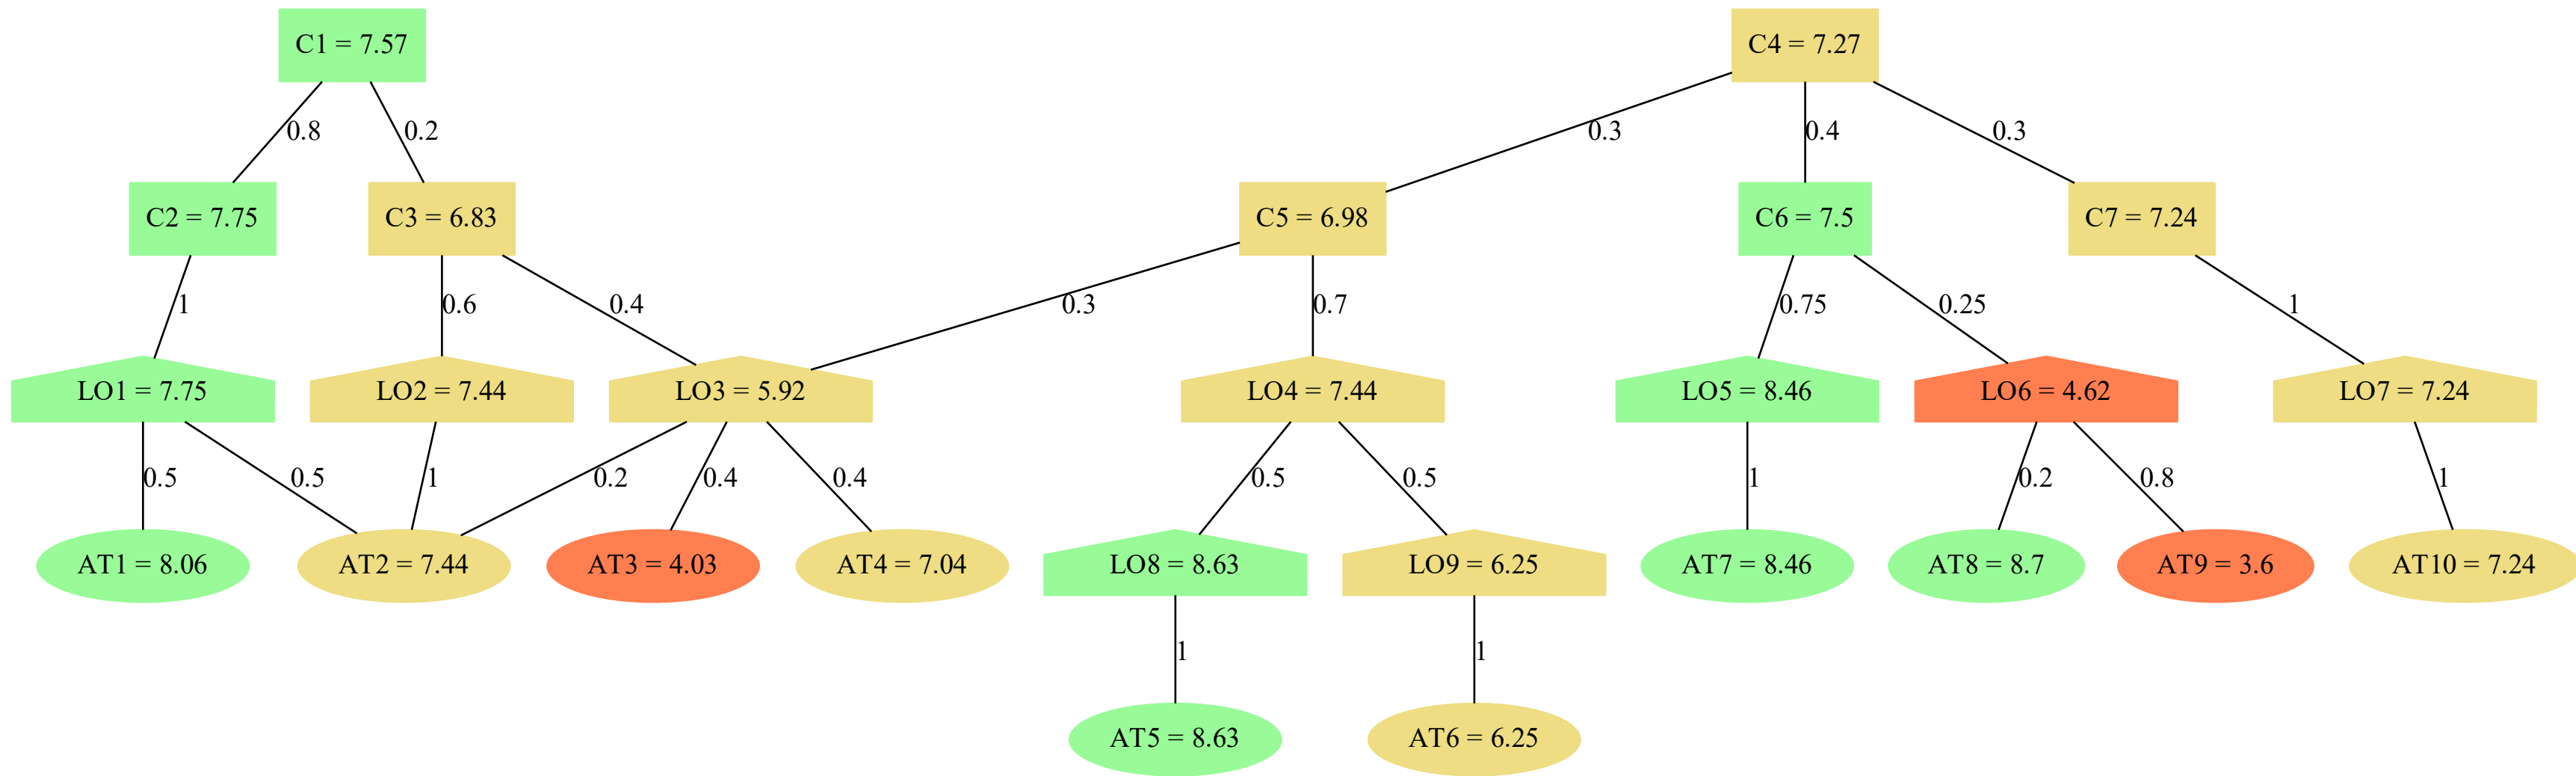 C1 = 7.57
C4 = 7.27
0.8
0.2
0.3
0.4
0.3
C2 = 7.75
C3 = 6.83
C5 = 6.98
C6 = 7.5
C7 = 7.24
1
0.6
0.4
0.3
0.7
0.75
0.25
1
LO1 = 7.75
LO2 = 7.44
LO3 = 5.92
LO4 = 7.44
LO5 = 8.46
LO6 = 4.62
LO7 = 7.24
0.5
0.5
1
0.2
0.4
0.4
0.5
0.5
1
0.2
0.8
1
AT1 = 8.06
AT2 = 7.44
AT3 = 4.03
AT4 = 7.04
LO8 = 8.63
LO9 = 6.25
AT7 = 8.46
AT8 = 8.7
AT9 = 3.6
AT10 = 7.24
1
1
AT5 = 8.63
AT6 = 6.25